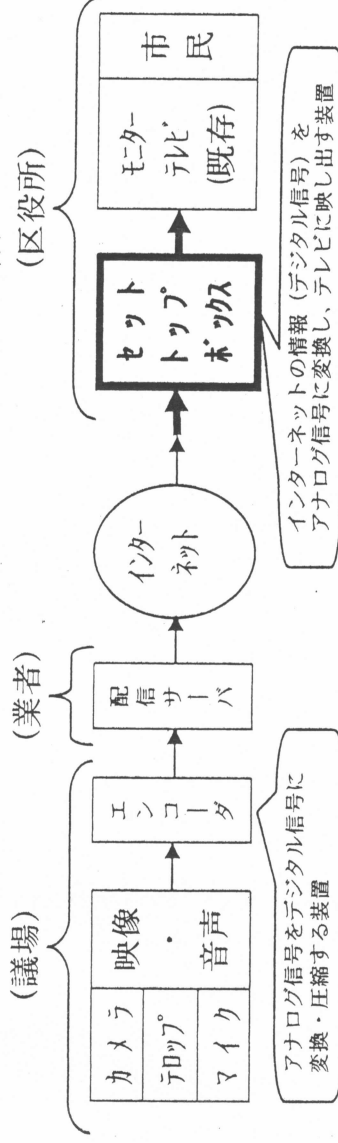 (議場)
カメラ
テロップ
マイク
映像・音声
エンコーダ
アナログ信号をデジタル信号に
変換・圧縮する装置
(業者)
配信サーバ
インター
ネット
(区役所)
セット
トップ
ボックス
モニター
テレビ
(既存)
市民
インターネットの情報(デジタル信号)を
アナログ信号に変換し、テレビに映し出す装置